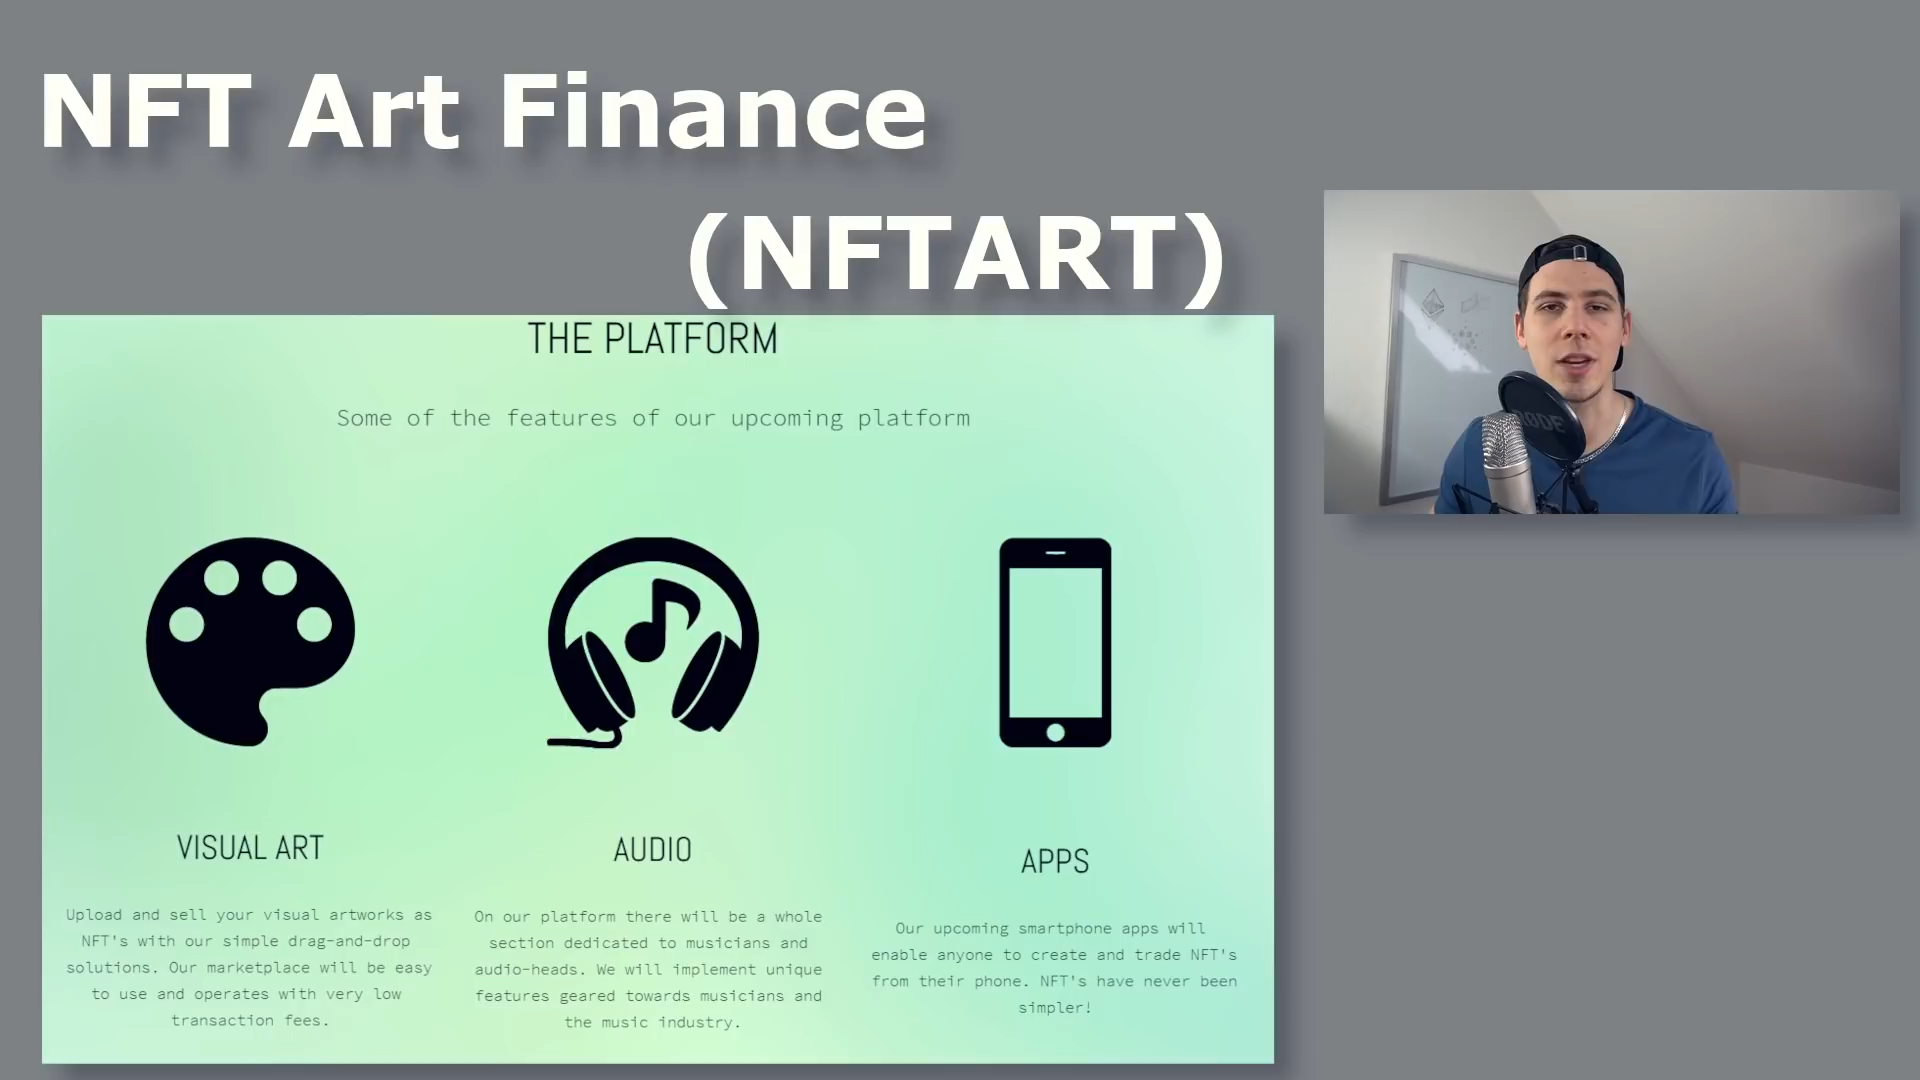 NFT Art Finance
(NFTART)
THE PLATFORM
Some of the features of our upcoming platform
VISUAL ART
Upload and sell your visual artworks as
NFT's with our simple drag-and-drop
solutions. Our marketplace will be easy
to use and operates with very low
transaction fees.
AUDIO
On our platform there will be a whole
section dedicated to musicians and
audio-heads. We will implement unique
features geared towards musicians and
the music industry.
APPS
Our upcoming smartphone apps will
enable anyone to create and trade NFT's
from their phone. NFT's have never been
simpler!
RØDE